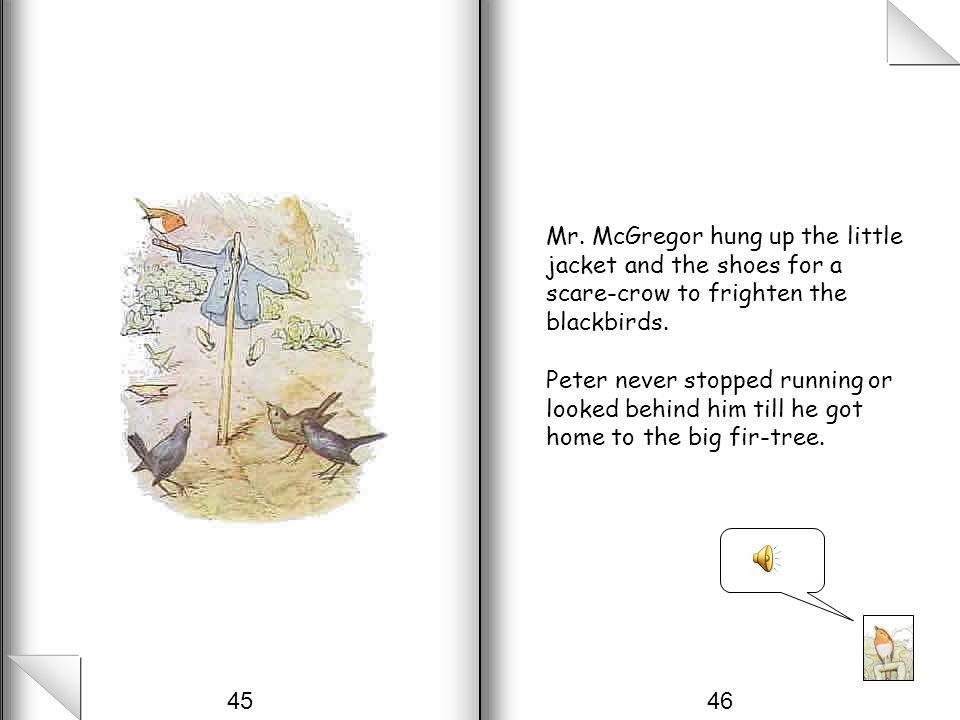 Mr. McGregor hung up the little
jacket and the shoes for a
scare-crow to frighten the
blackbirds.
Peter never stopped running or
looked behind him till he got
home to the big fir-tree.
45
46